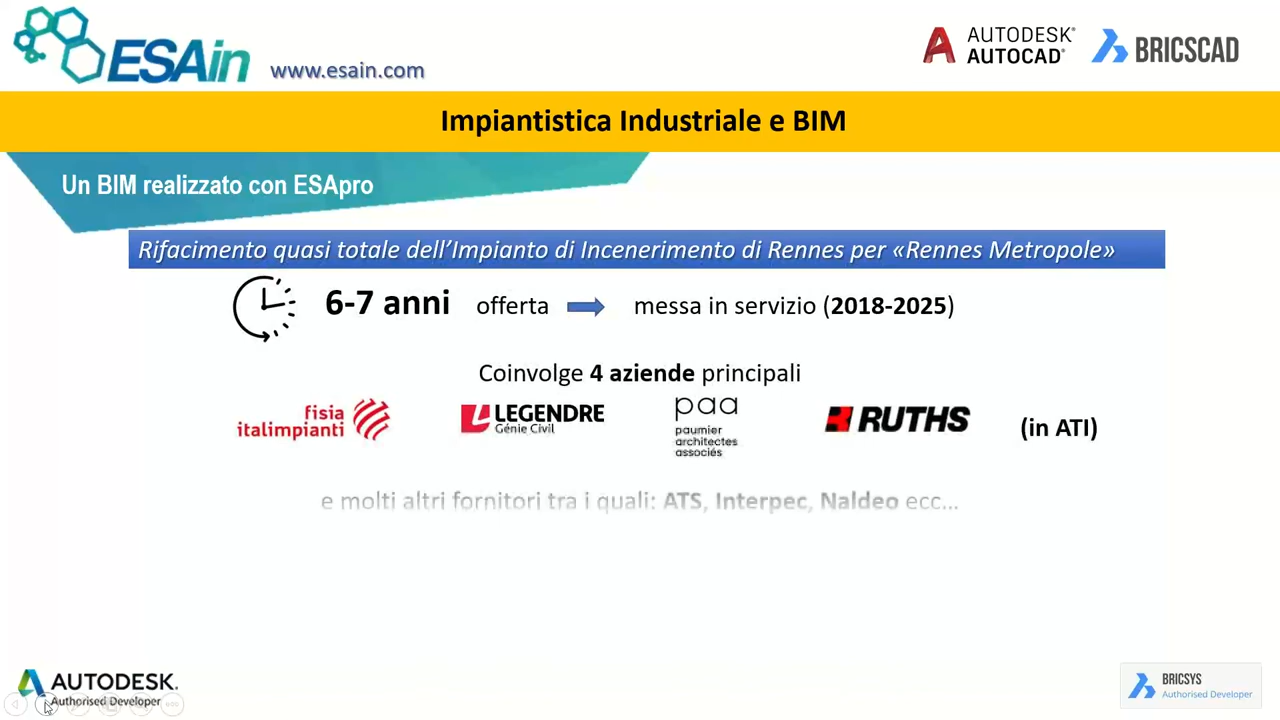 ESAin
www.esain.com
AUTODESK®
AUTOCAD®
BRICSCAD
Impiantistica Industriale e BIM
Un BIM realizzato con ESApro
Rifacimento quasi totale dell’Impianto di Incenerimento di Rennes per «Rennes Metropole»
6-7 anni offerta messa in servizio (2018-2025)
Coinvolge 4 aziende principali
fisia
italimpianti
LEGENDRE
Génie Civil
paa
paumier
architectes
associés
RUTHS
(in ATI)
e molti altri fornitori tra i quali: ATS, Interpec, Naldeo ecc...
AUTODESK.
Authorised Developer
BRICSYS
Authorised Developer